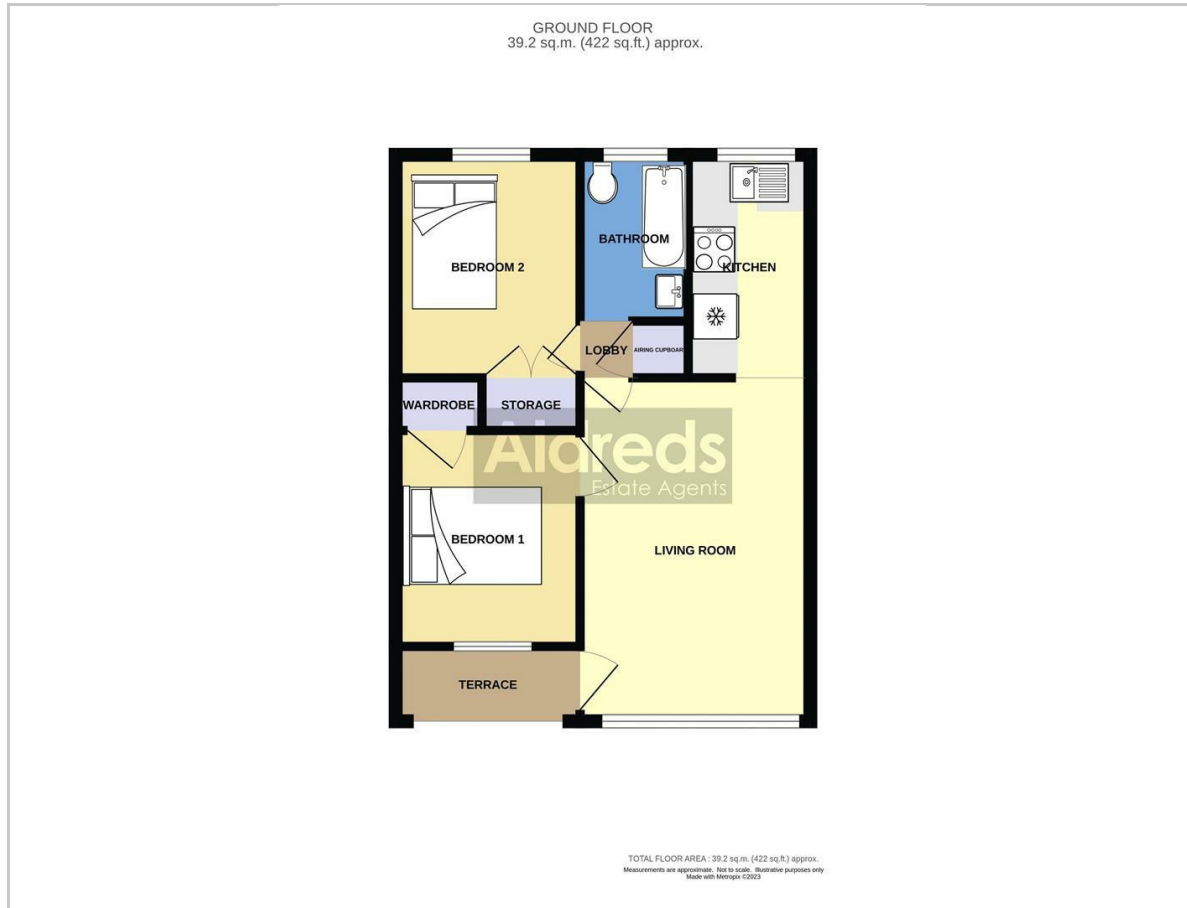 GROUND FLOOR
39.2 sq.m. (422 sq.ft.) approx.
BATHROOM
BEDROOM 2
KITCHEN
LOBBY
AIRING CUPBOAR
WARDROBE
STORAGE
Aldreds
Estate Agents
BEDROOM 1
LIVING ROOM
TERRACE
TOTAL FLOOR AREA : 39.2 sq.m. (422 sq.ft.) approx.
Measurements are approximate. Not to scale. Illustrative purposes only
Made with Metropix ©2023